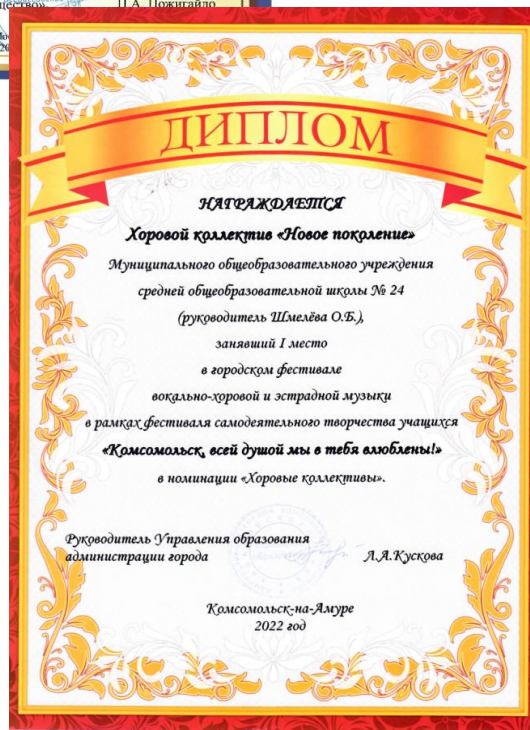 П.А. Пожигайло
ДИПЛОМ
НАГРАЖДАЕТСЯ
Хоровой коллектив «Новое поколение»
Муниципального общеобразовательного учреждения
средней общеобразовательной школы № 24
(руководитель Шмелёва О.Б.),
занявший I место
в городском фестивале
вокально-хоровой и эстрадной музыки
в рамках фестиваля самодеятельного творчества учащихся
«Комсомольск, всей душой мы в тебя влюблены!»
в номинации «Хоровые коллективы».
Руководитель Управления образования
администрации города Л.А.Кускова
Комсомольск-на-Амуре
2022 год